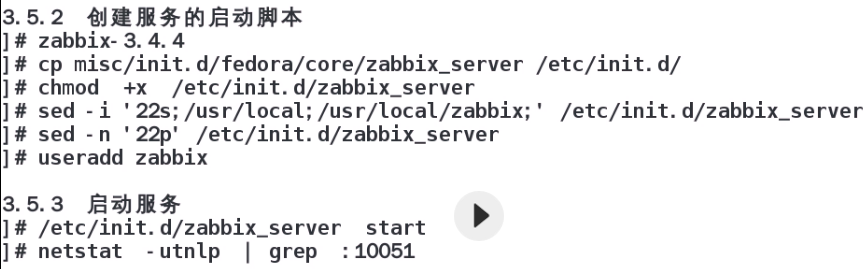 3.5.2 创建服务的启动脚本
]# zabbix-3.4.4
]# cp misc/init.d/fedora/core/zabbix_server /etc/init.d/
]# chmod +x /etc/init.d/zabbix_server
]# sed -i '22s;/usr/local;/usr/local/zabbix;' /etc/init.d/zabbix_server
]# sed -n '22p' /etc/init.d/zabbix_server
]# useradd zabbix
3.5.3 启动服务
]# /etc/init.d/zabbix_server start
]# netstat -utnlp | grep :10051